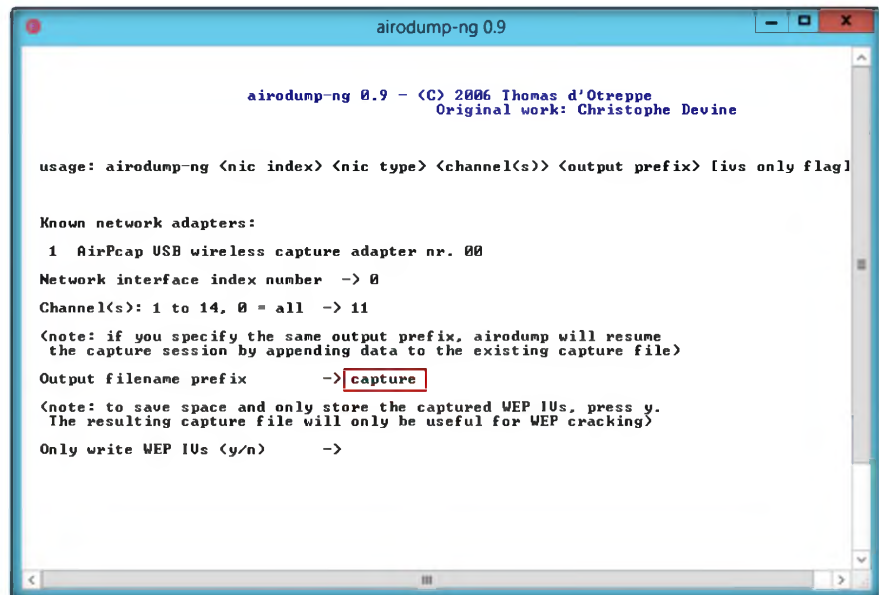 airodump-ng 0.9
airodump-ng 0.9 - (C) 2006 Thomas d'Otreppe
Original work: Christophe Devine
usage: airodump-ng <nic index> <nic type> <channel(s)> <output prefix> [ivs only flag]
Known network adapters:
1 AirPcap USB wireless capture adapter nr. 00
Network interface index number -> 0
Channel(s): 1 to 14, 0 = all -> 11
(note: if you specify the same output prefix, airodump will resume
the capture session by appending data to the existing capture file)
Output filename prefix -> capture
(note: to save space and only store the captured WEP IVs, press y.
The resulting capture file will only be useful for WEP cracking)
Only write WEP IVs (y/n) ->